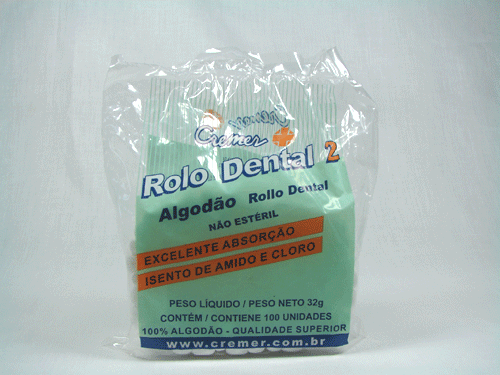 Cremer
Cremer
Rolo Dental 2
Algodão Rollo Dental
NÃO ESTÉRIL
EXCELENTE ABSORÇÃO
ISENTO DE AMIDO E CLORO
PESO LÍQUIDO / PESO NETO 32g
CONTÉM / CONTIENE 100 UNIDADES
100% ALGODÃO - QUALIDADE SUPERIOR
www.cremer.com.br